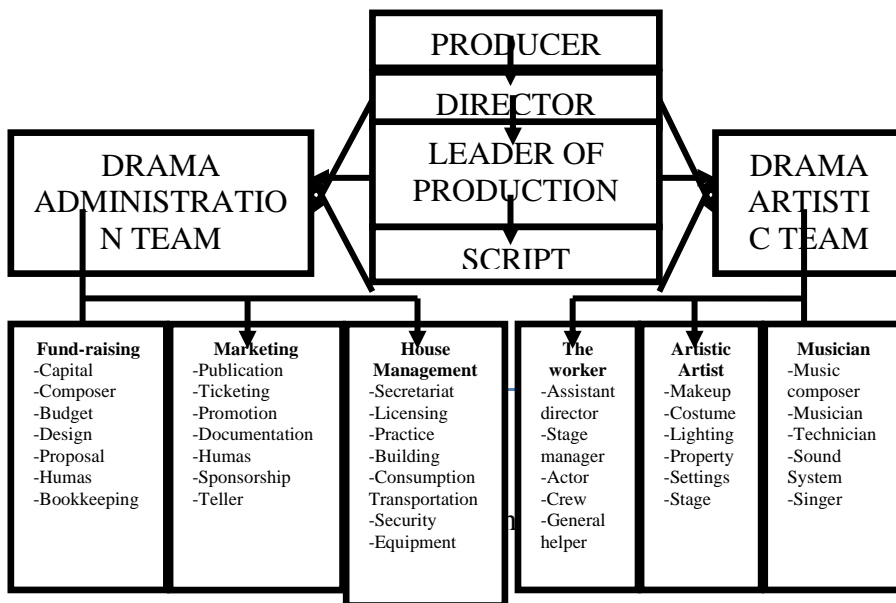 PRODUCER
DIRECTOR
LEADER OF
PRODUCTION
SCRIPT
DRAMA
ADMINISTRATIO
N TEAM
DRAMA
ARTISTI
C TEAM
Fund-raising
-Capital
-Composer
-Budget
-Design
-Proposal
-Humas
-Bookkeeping
Marketing
-Publication
-Ticketing
-Promotion
-Documentation
-Humas
-Sponsorship
-Teller
House
Management
-Secretariat
-Licensing
-Practice
-Building
-Consumption
Transportation
-Security
-Equipment
The
worker
-Assistant
director
-Stage
manager
-Actor
-Crew
-General
helper
Artistic
Artist
-Makeup
-Costume
-Lighting
-Property
-Settings
-Stage
Musician
-Music
composer
-Musician
-Technician
-Sound
System
-Singer